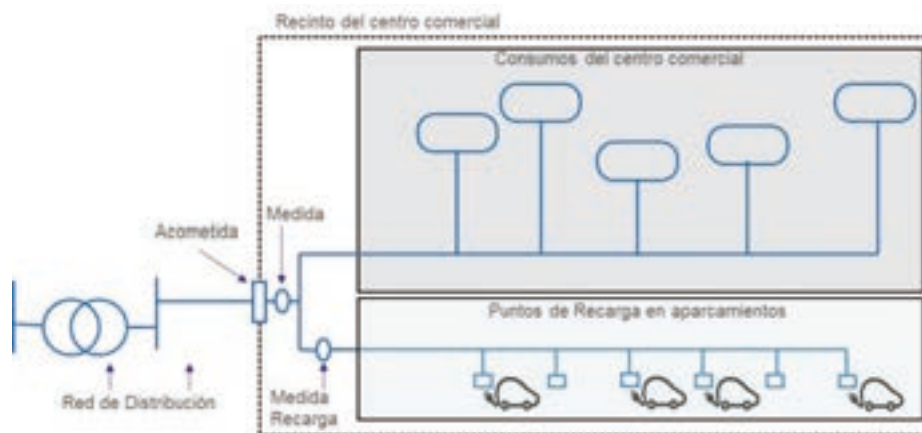 Recinto del centro comercial
Consumos del centro comercial
Medida
Acometida
Puntos de Recarga en aparcamientos
Red de Distribución
Medida
Recarga